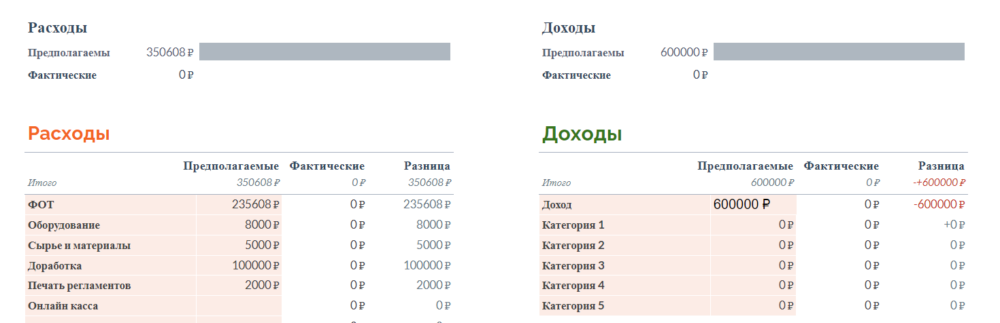 Расходы
Предполагаемы 350608 ₽
Фактические 0 ₽
Доходы
Предполагаемы 600000 ₽
Фактические 0 ₽
Расходы
Предполагаемые Фактические Разница
Итого 350608 ₽ 0 ₽ 350608 ₽
ФОТ 235608 ₽ 0 ₽ 235608 ₽
Оборудование 8000 ₽ 0 ₽ 8000 ₽
Сырье и материалы 5000 ₽ 0 ₽ 5000 ₽
Доработка 100000 ₽ 0 ₽ 100000 ₽
Печать регламентов 2000 ₽ 0 ₽ 2000 ₽
Онлайн касса 0 ₽ 0 ₽
Доходы
Предполагаемые Фактические Разница
Итого 600000 ₽ 0 ₽ -+600000 ₽
Доход 600000 ₽ 0 ₽ -600000 ₽
Категория 1 0 ₽ 0 ₽ +0 ₽
Категория 2 0 ₽ 0 ₽ 0 ₽
Категория 3 0 ₽ 0 ₽ 0 ₽
Категория 4 0 ₽ 0 ₽ 0 ₽
Категория 5 0 ₽ 0 ₽ 0 ₽